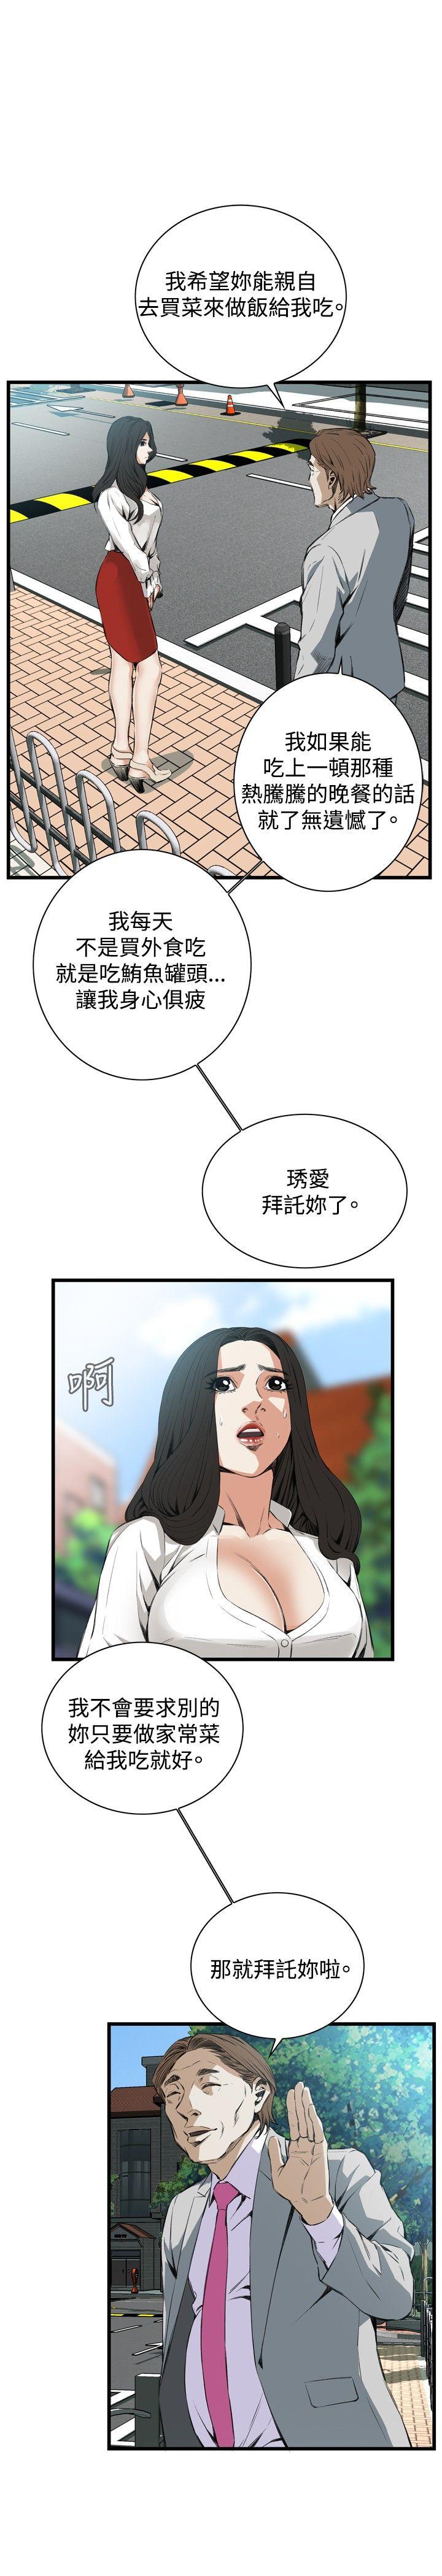 我希望妳能親自
去買菜來做飯給我吃。
我如果能
吃上一頓那種
熱騰騰的晚餐的話
就了無遺憾了。
我每天
不是買外食吃
就是吃鮪魚罐頭...
讓我身心俱疲
琇愛
拜託妳了。
啊
我不會要求別的
妳只要做家常菜
給我吃就好。
那就拜託妳啦。